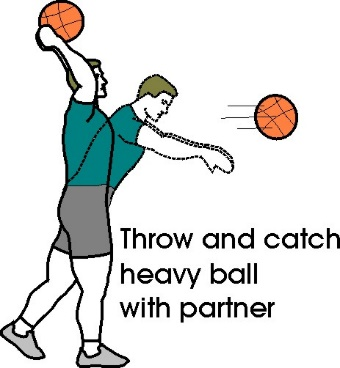 Throw and catch
heavy ball
with partner